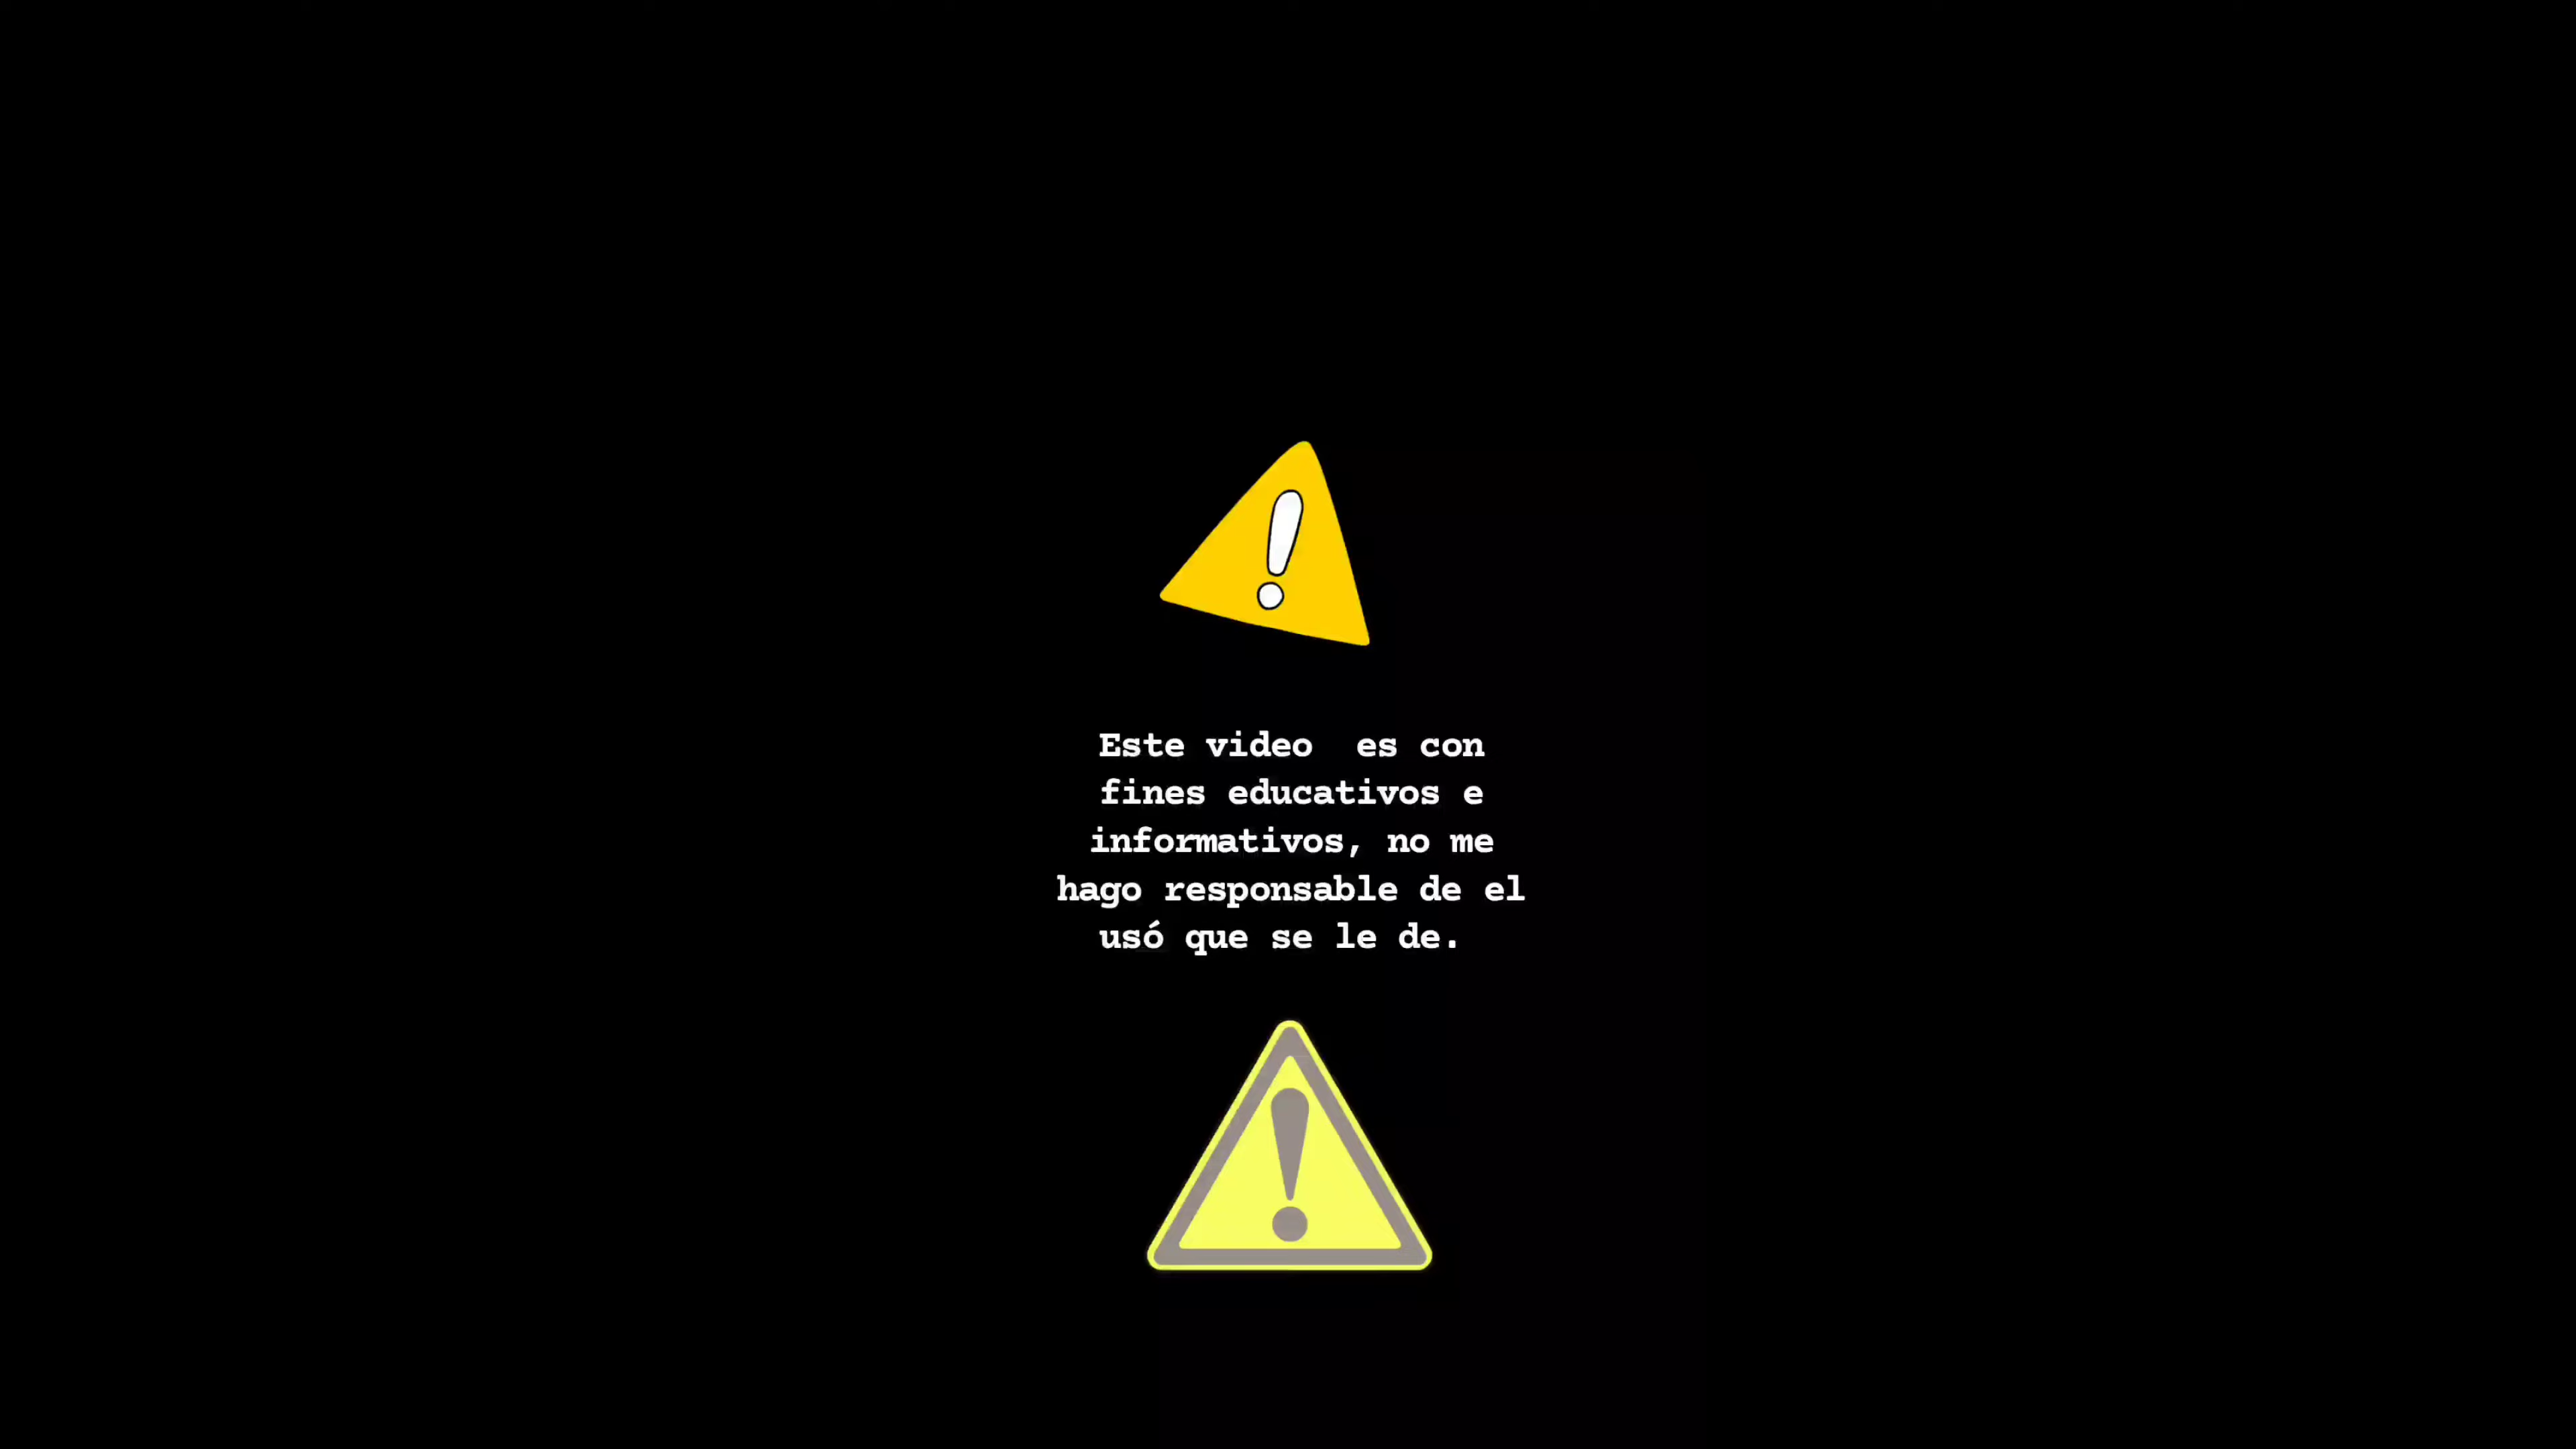 Este video  es con
fines educativos e
informativos, no me
hago responsable de el
usó que se le de.